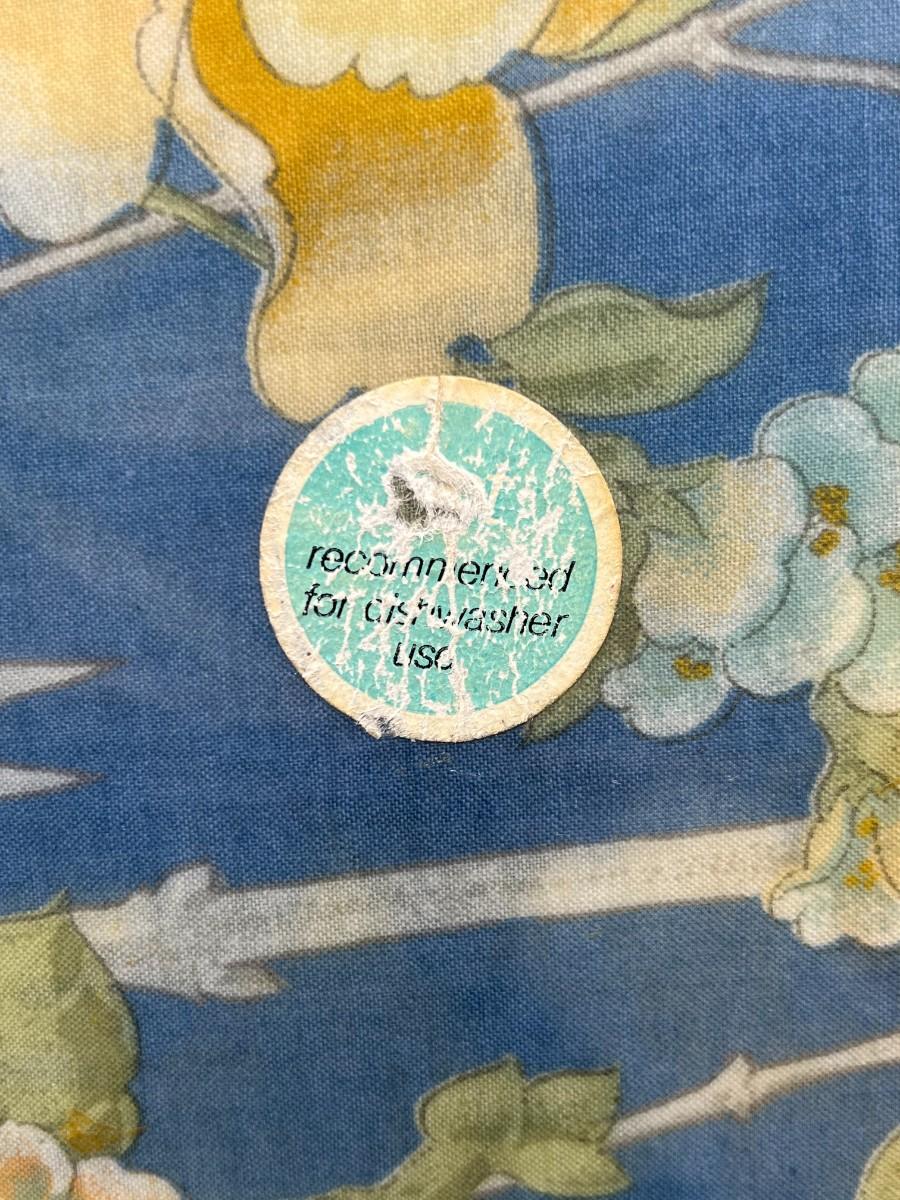 recommended
for dishwasher
use